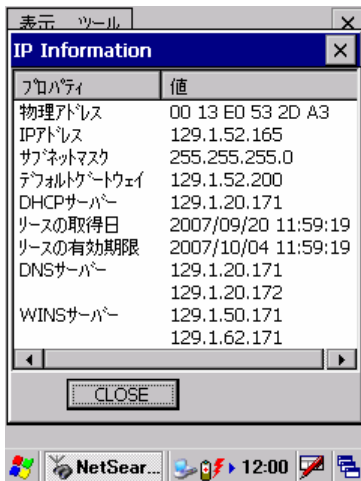 表示 ツール
IP Information
ﾌﾟﾛﾊﾟﾃｨ 値
物理ｱﾄﾞﾚｽ 00 13 E0 53 2D A3
IPｱﾄﾞﾚｽ 129.1.52.165
ｻﾌﾞﾈｯﾄﾏｽｸ 255.255.255.0
ﾃﾞﾌｫﾙﾄｹﾞｰﾄｳｪｲ 129.1.52.200
DHCPｻｰﾊﾞｰ 129.1.20.171
ﾘｰｽの取得日 2007/09/20 11:59:19
ﾘｰｽの有効期限 2007/10/04 11:59:19
DNSｻｰﾊﾞｰ 129.1.20.171
129.1.20.172
WINSｻｰﾊﾞｰ 129.1.50.171
129.1.62.171
CLOSE
NetSear... 12:00